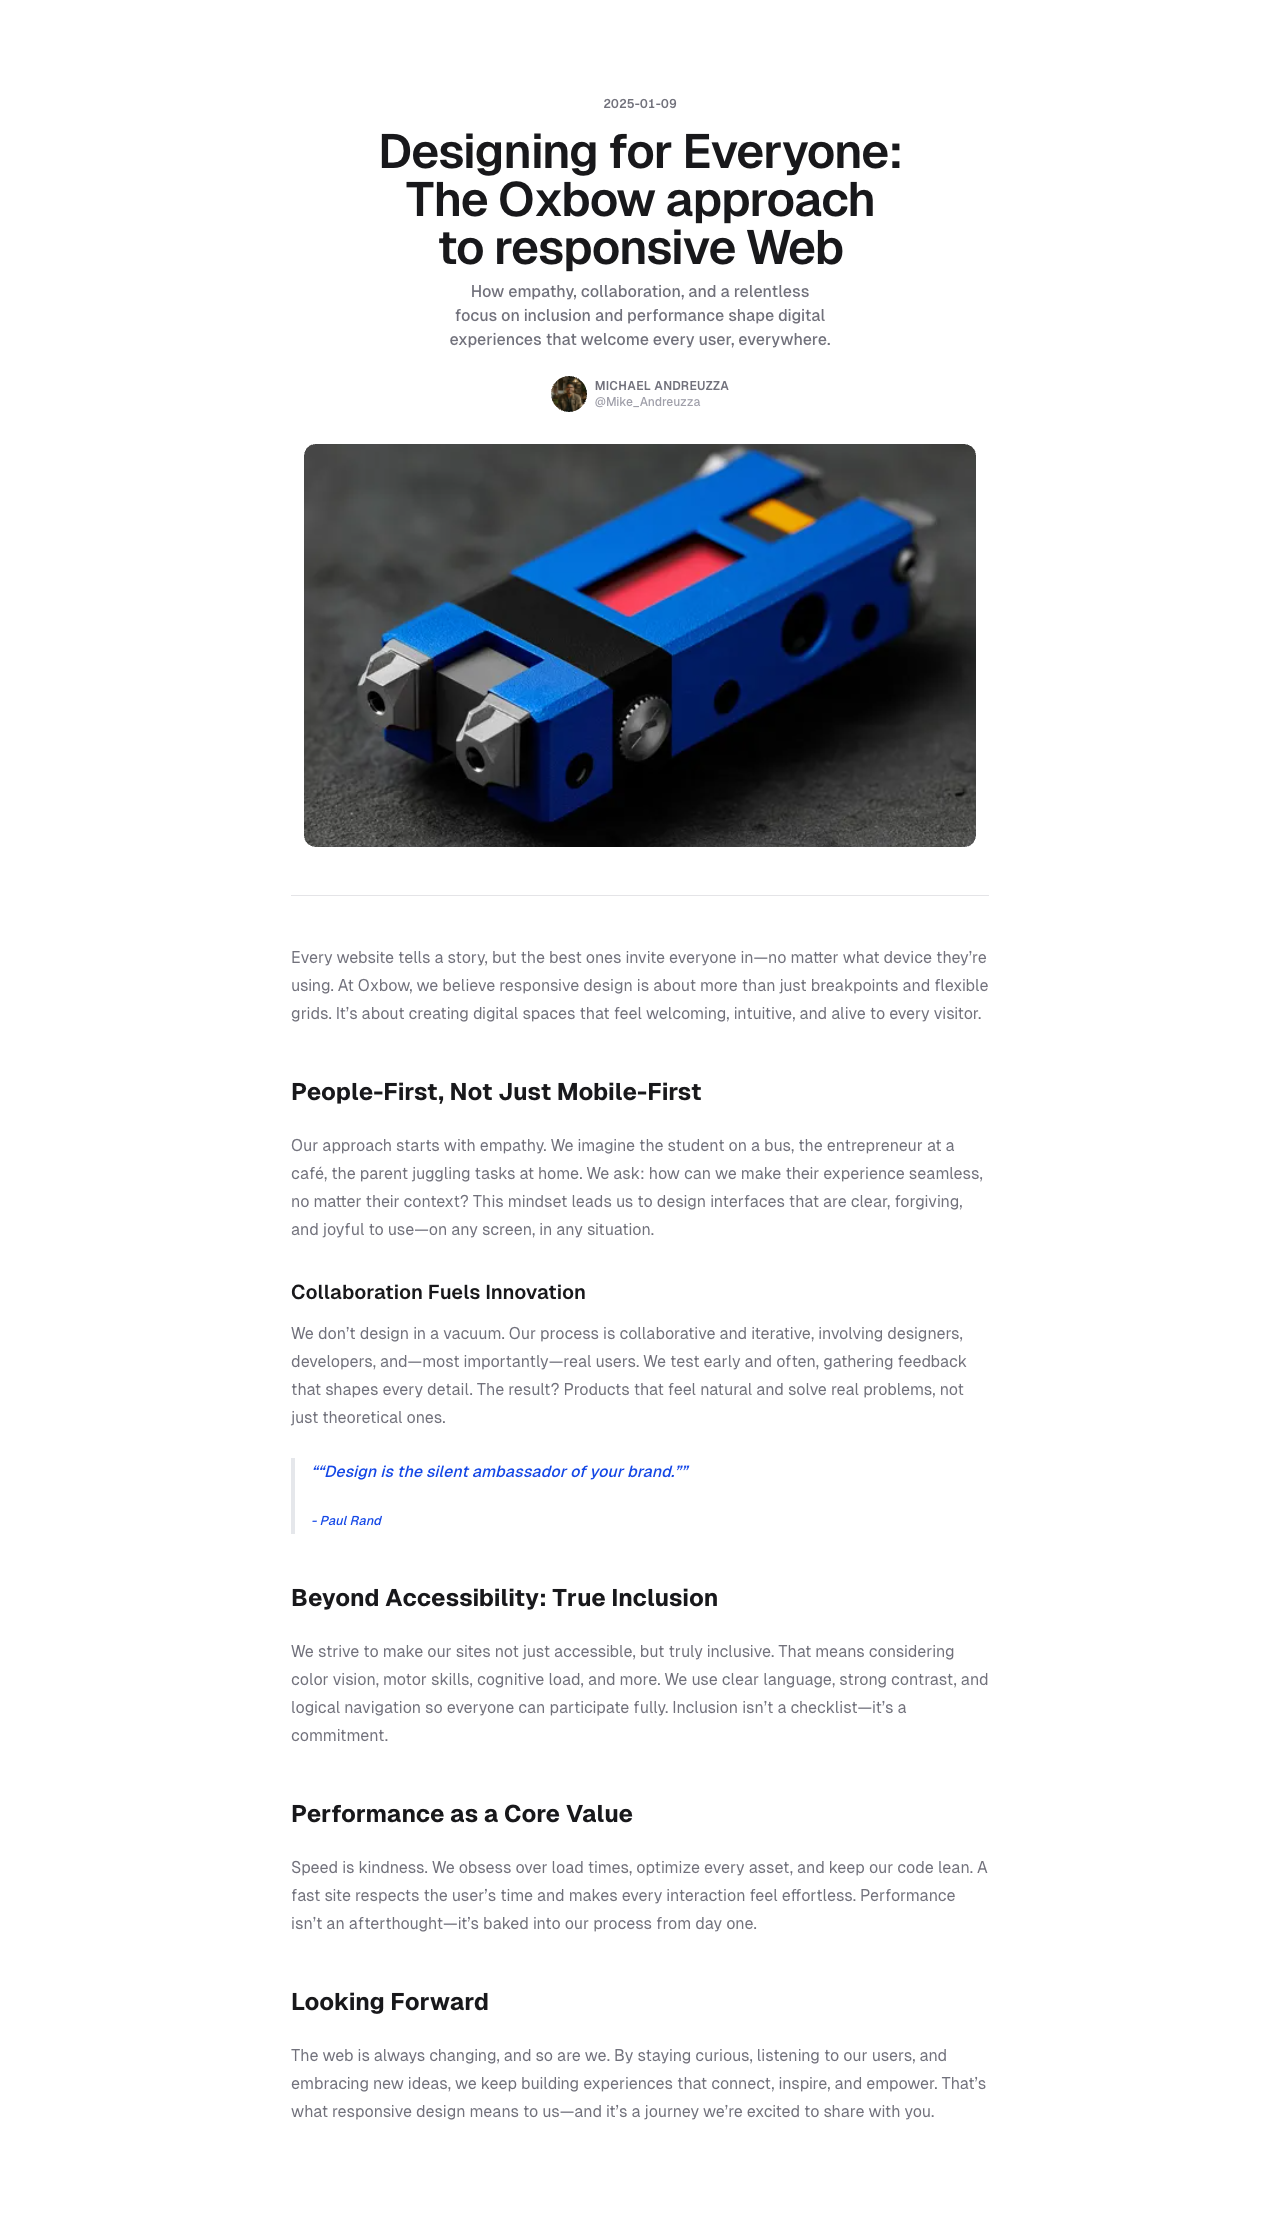 2025-01-09
Designing for Everyone:
The Oxbow approach
to responsive Web
How empathy, collaboration, and a relentless
focus on inclusion and performance shape digital
experiences that welcome every user, everywhere.
MICHAEL ANDREUZZA
@Mike_Andreuzza
Every website tells a story, but the best ones invite everyone in—no matter what device they’re
using. At Oxbow, we believe responsive design is about more than just breakpoints and flexible
grids. It’s about creating digital spaces that feel welcoming, intuitive, and alive to every visitor.
People-First, Not Just Mobile-First
Our approach starts with empathy. We imagine the student on a bus, the entrepreneur at a
café, the parent juggling tasks at home. We ask: how can we make their experience seamless,
no matter their context? This mindset leads us to design interfaces that are clear, forgiving,
and joyful to use—on any screen, in any situation.
Collaboration Fuels Innovation
We don’t design in a vacuum. Our process is collaborative and iterative, involving designers,
developers, and—most importantly—real users. We test early and often, gathering feedback
that shapes every detail. The result? Products that feel natural and solve real problems, not
just theoretical ones.
““Design is the silent ambassador of your brand.””
- Paul Rand
Beyond Accessibility: True Inclusion
We strive to make our sites not just accessible, but truly inclusive. That means considering
color vision, motor skills, cognitive load, and more. We use clear language, strong contrast, and
logical navigation so everyone can participate fully. Inclusion isn’t a checklist—it’s a
commitment.
Performance as a Core Value
Speed is kindness. We obsess over load times, optimize every asset, and keep our code lean. A
fast site respects the user’s time and makes every interaction feel effortless. Performance
isn’t an afterthought—it’s baked into our process from day one.
Looking Forward
The web is always changing, and so are we. By staying curious, listening to our users, and
embracing new ideas, we keep building experiences that connect, inspire, and empower. That’s
what responsive design means to us—and it’s a journey we’re excited to share with you.